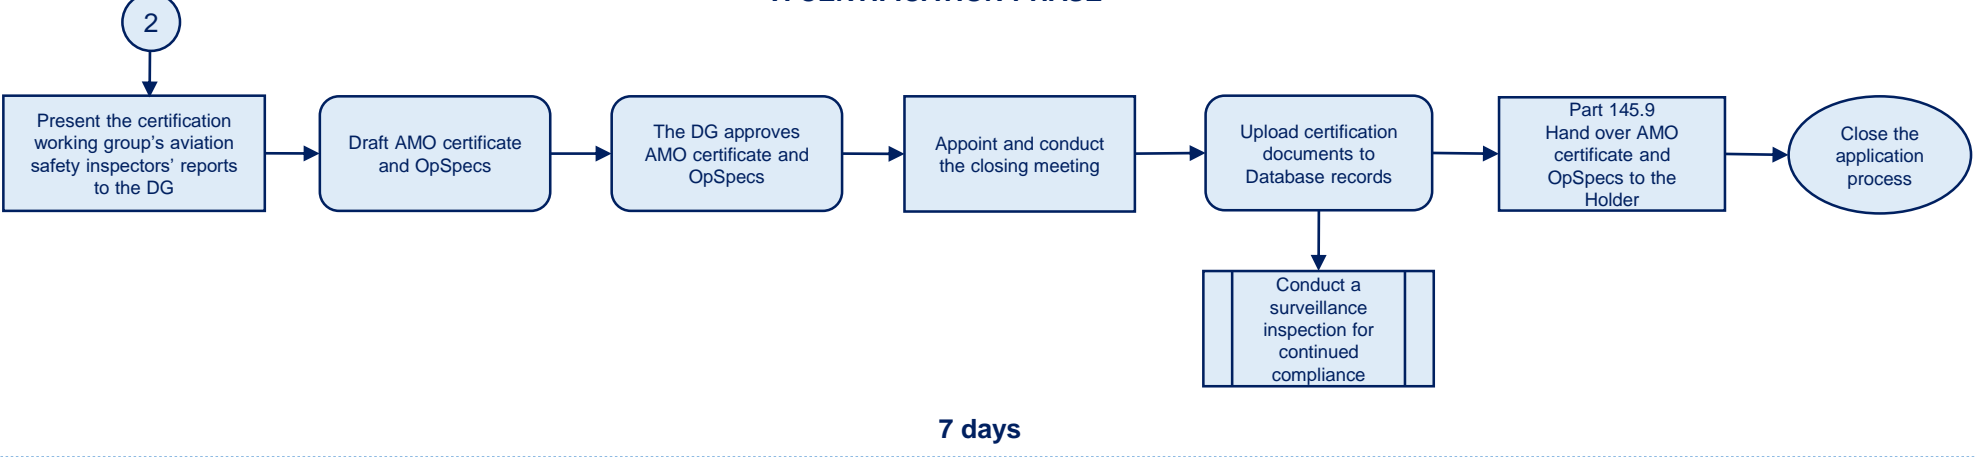 CERTIFICATION PHASE
2
Present the certification
working group's aviation
safety inspectors' reports
to the DG
Draft AMO certificate
and OpSpecs
The DG approves
AMO certificate and
OpSpecs
Appoint and conduct
the closing meeting
Upload certification
documents to
Database records
Part 145.9
Hand over AMO
certificate and
OpSpecs to the
Holder
Close the
application
process
Conduct a
surveillance
inspection for
continued
compliance
7 days